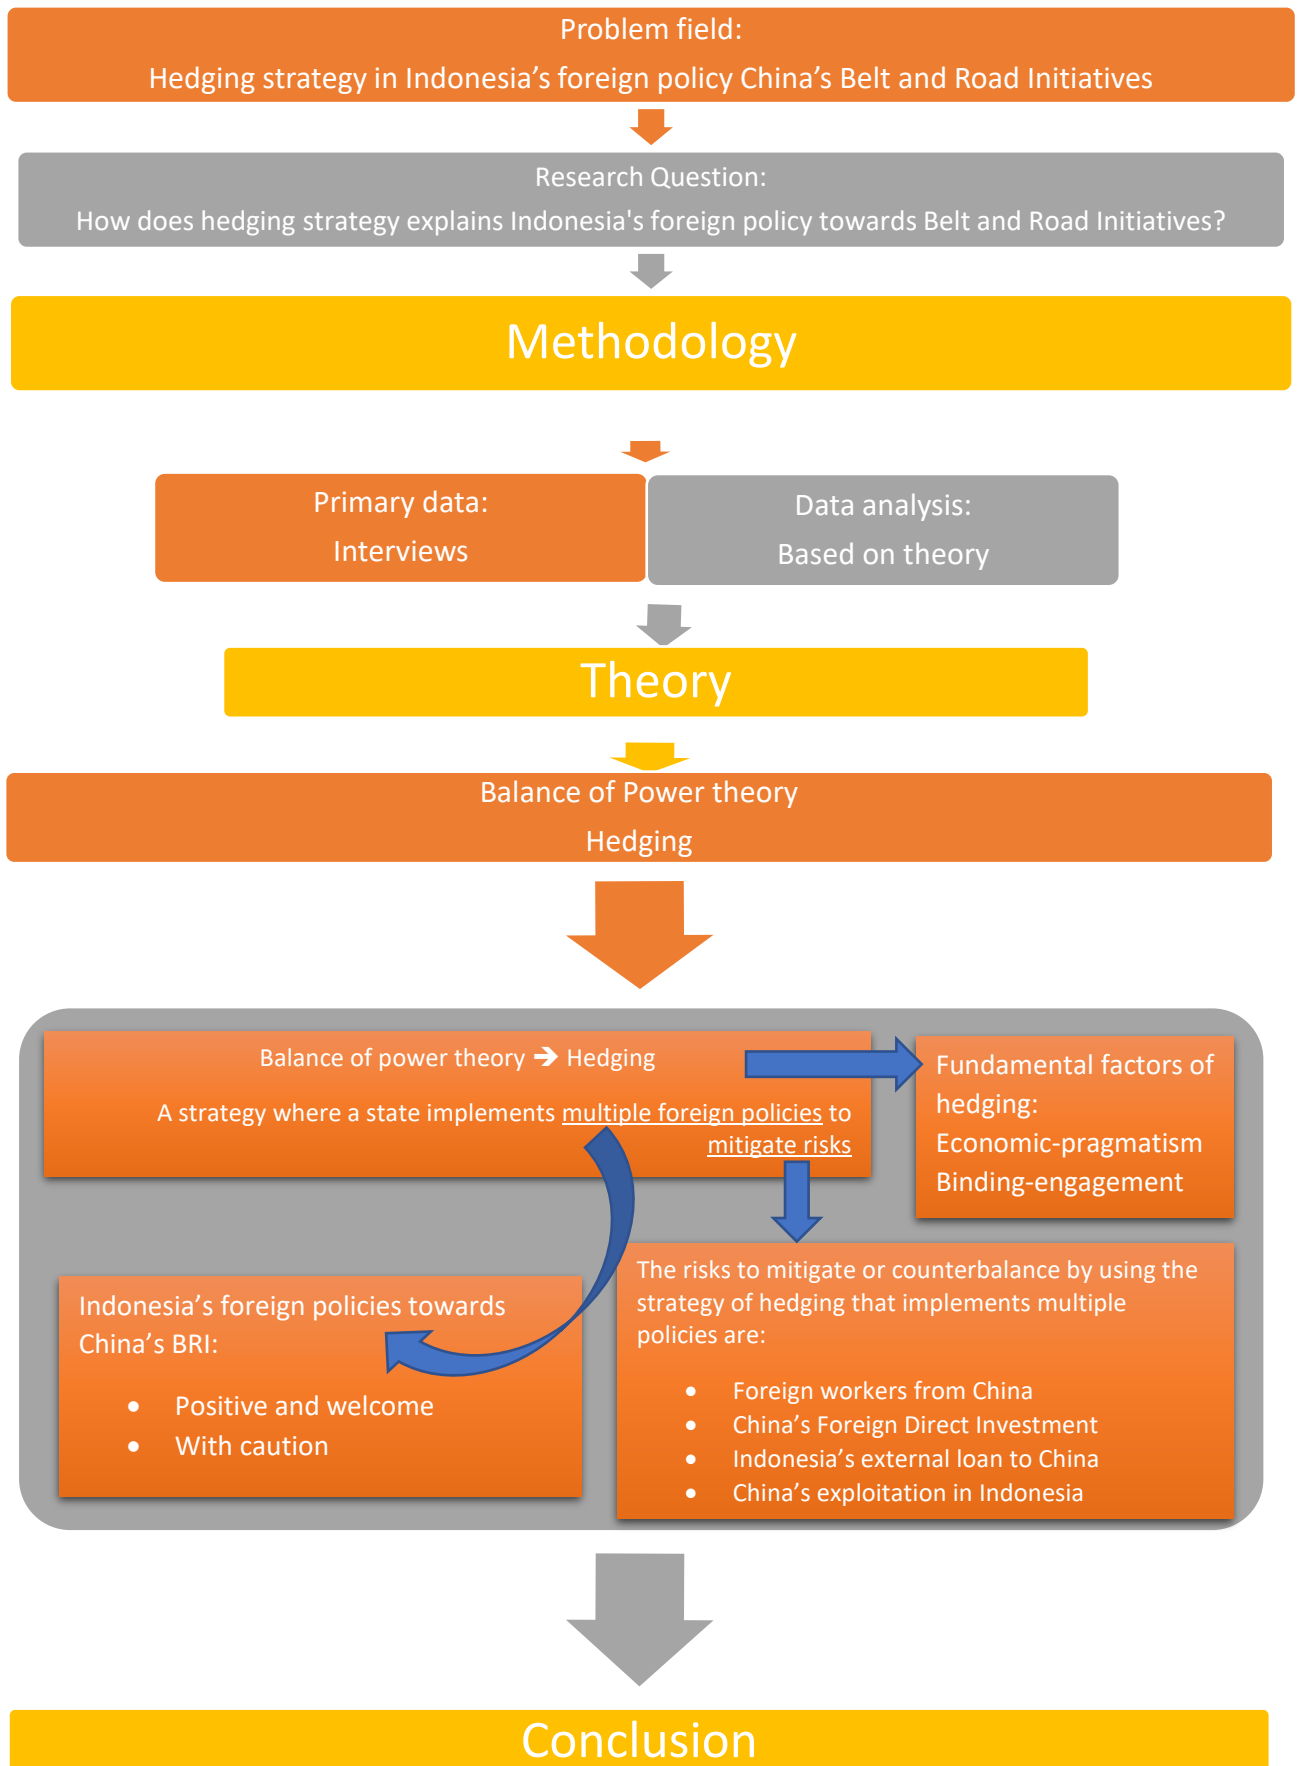 Problem field:
Hedging strategy in Indonesia's foreign policy China's Belt and Road Initiatives
Research Question:
How does hedging strategy explains Indonesia's foreign policy towards Belt and Road Initiatives?
Methodology
Primary data:
Interviews
Data analysis:
Based on theory
Theory
Balance of Power theory
Hedging
Balance of power theory ➔ Hedging
A strategy where a state implements multiple foreign policies to
mitigate risks
Fundamental factors of
hedging:
Economic-pragmatism
Binding-engagement
Indonesia's foreign policies towards
China's BRI:
• Positive and welcome
• With caution
The risks to mitigate or counterbalance by using the
strategy of hedging that implements multiple
policies are:
• Foreign workers from China
• China's Foreign Direct Investment
• Indonesia's external loan to China
• China's exploitation in Indonesia
Conclusion